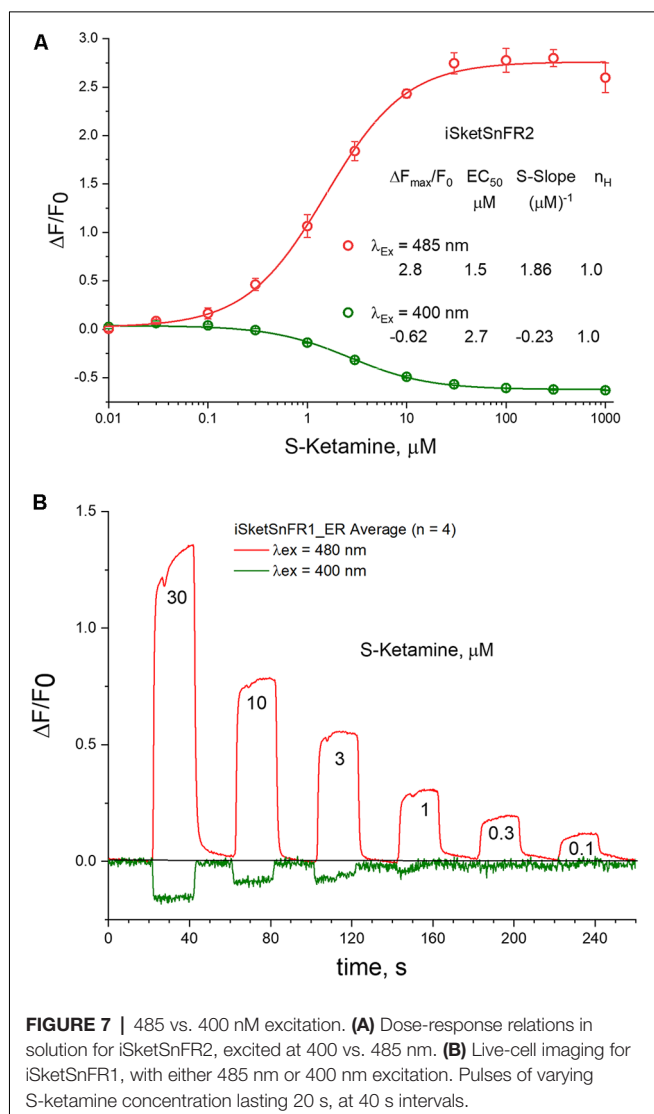 A
3.0
2.5
2.0
1.5
1.0
0.5
0.0
-0.5
ΔF/F0
iSketSnFR2
ΔFmax/F0 EC50 S-Slope nH
μM (μM)-1
λEx = 485 nm
2.8 1.5 1.86 1.0
λEx = 400 nm
-0.62 2.7 -0.23 1.0
0.01 0.1 1 10 100 1000
S-Ketamine, μM
B
1.5
1.0
0.5
0.0
ΔF/F0
iSketSnFR1_ER Average (n = 4)
λex = 480 nm
λex = 400 nm
S-Ketamine, μM
30
10
3
1
0.3
0.1
0 40 80 120 160 200 240
time, s
FIGURE 7 | 485 vs. 400 nM excitation. (A) Dose-response relations in
solution for iSketSnFR2, excited at 400 vs. 485 nm. (B) Live-cell imaging for
iSketSnFR1, with either 485 nm or 400 nm excitation. Pulses of varying
S-ketamine concentration lasting 20 s, at 40 s intervals.